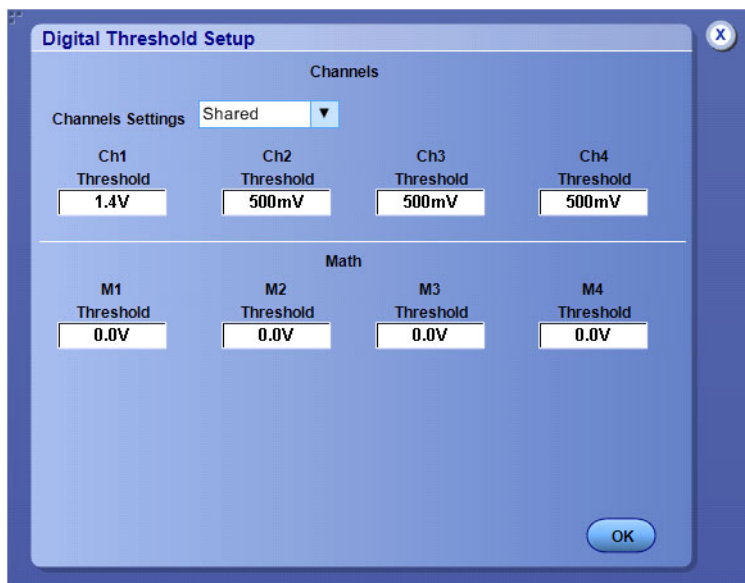 Digital Threshold Setup
X
Channels
Channels Settings Shared ▼
Ch1 Ch2 Ch3 Ch4
Threshold Threshold Threshold Threshold
1.4V 500mV 500mV 500mV
Math
M1 M2 M3 M4
Threshold Threshold Threshold Threshold
0.0V 0.0V 0.0V 0.0V
OK